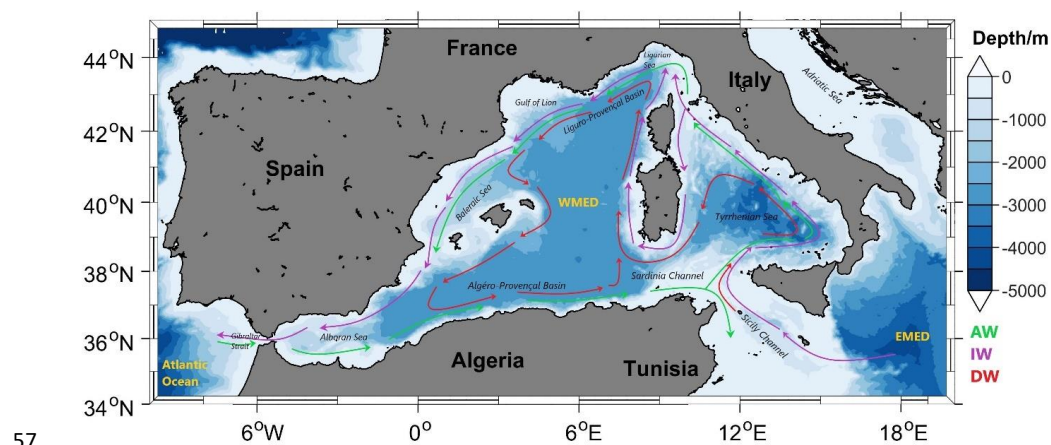 Depth/m
44°N
42°N
40°N
38°N
36°N
34°N
France
Italy
Ligurian
Sea
Adriatic Sea
Gulf of Lion
Liguro-Provençal Basin
Spain
Balearic Sea
WMED
Tyrrhenian Sea
Algéro-Provençal Basin
Sardinia Channel
Gibraltar
Strait
Alboran Sea
Sicily Channel
EMED
Atlantic
Ocean
Algeria
Tunisia
6°W
0°
6°E
12°E
18°E
0
-1000
-2000
-3000
-4000
-5000
AW
IW
DW
57